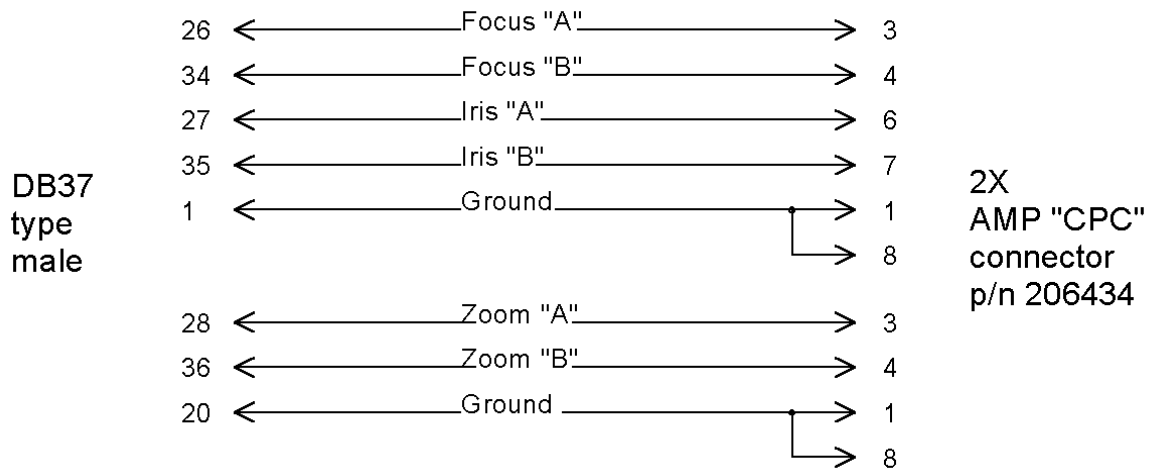 26 Focus "A" 3
34 Focus "B" 4
27 Iris "A" 6
35 Iris "B" 7
1 Ground 1
8
DB37
type
male
2X
AMP "CPC"
connector
p/n 206434
28 Zoom "A" 3
36 Zoom "B" 4
20 Ground 1
8